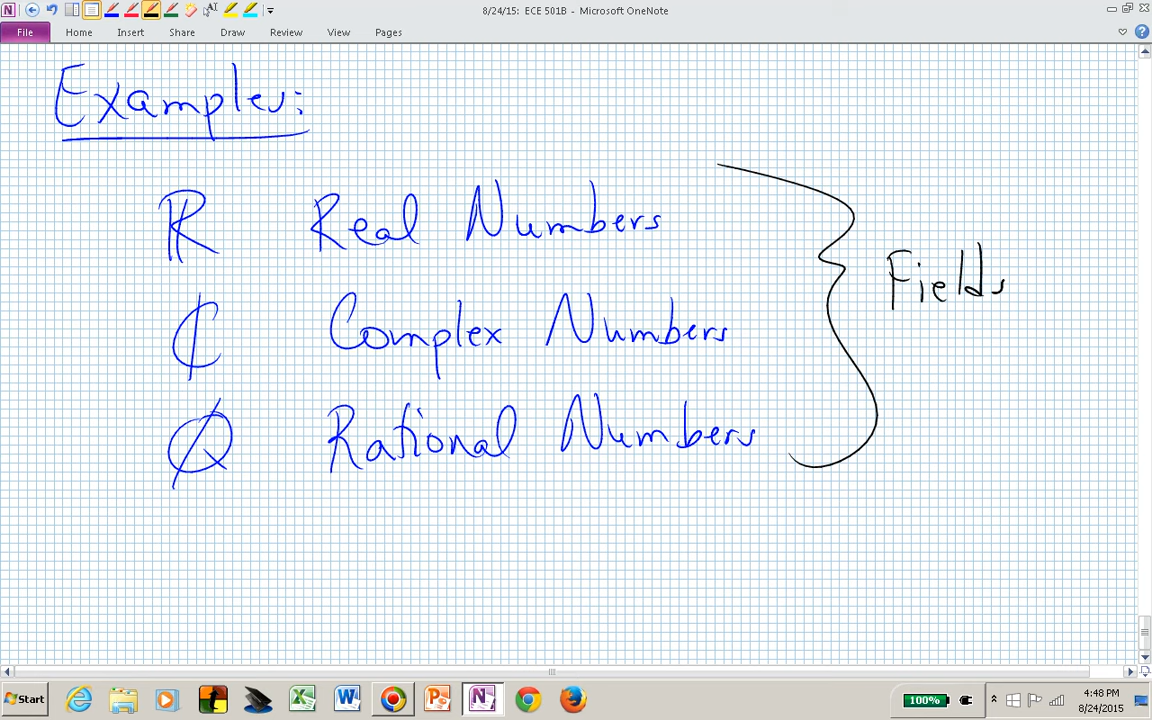 8/24/15: ECE 501B - Microsoft OneNote
File Home Insert Share Draw Review View Pages
Examples:
ℝ Real Numbers
ℂ Complex Numbers
ℚ Rational Numbers
Fields
Start
100%
4:48 PM
8/24/2015